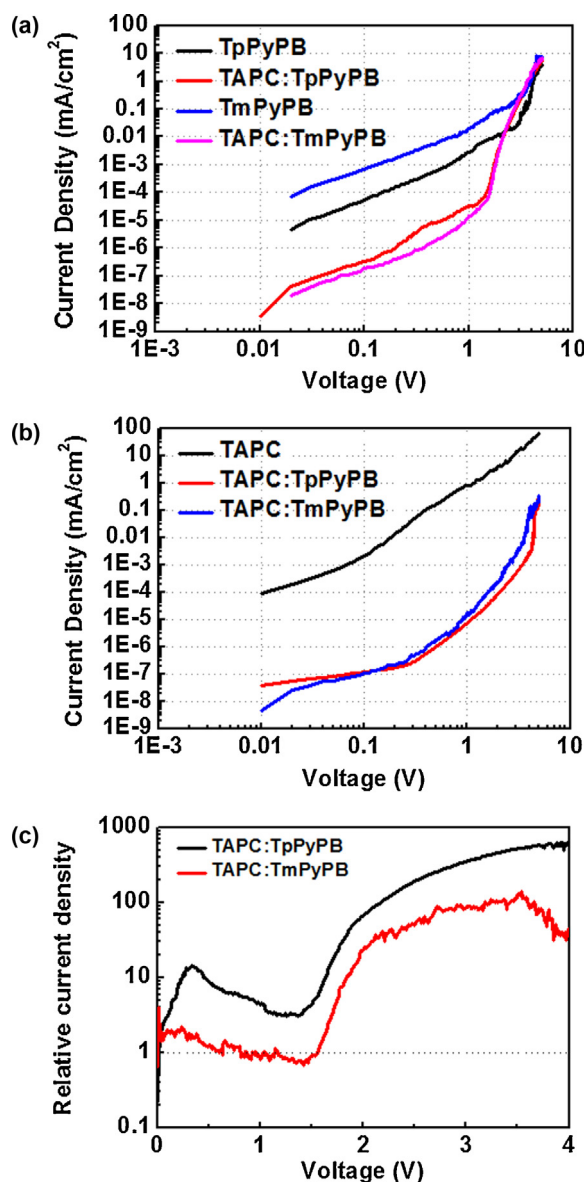 (a)
100
10
1
0.1
0.01
1E-3
1E-4
1E-5
1E-6
1E-7
1E-8
1E-9
Current Density (mA/cm²)
TpPyPB
TAPC:TpPyPB
TmPyPB
TAPC:TmPyPB
1E-3 0.01 0.1 1 10
Voltage (V)
(b)
100
10
1
0.1
0.01
1E-3
1E-4
1E-5
1E-6
1E-7
1E-8
1E-9
Current Density (mA/cm²)
TAPC
TAPC:TpPyPB
TAPC:TmPyPB
1E-3 0.01 0.1 1 10
Voltage (V)
(c)
1000
100
10
1
0.1
Relative current density
TAPC:TpPyPB
TAPC:TmPyPB
0 1 2 3 4
Voltage (V)